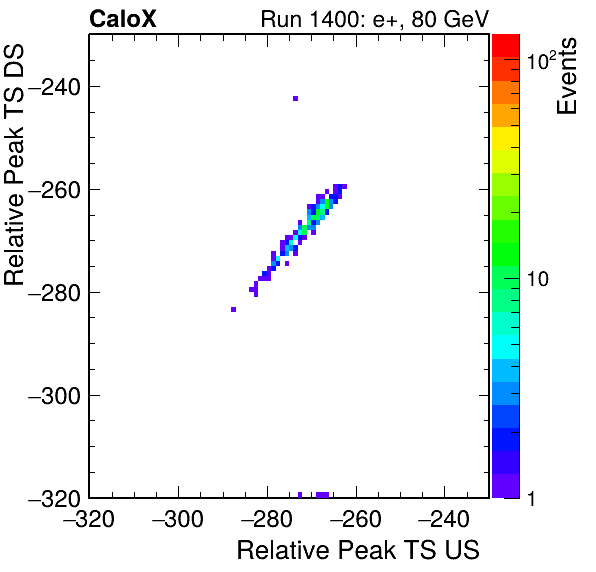 CaloX Run 1400: e+, 80 GeV
Relative Peak TS DS
−240
−260
−280
−300
−320
−320 −300 −280 −260 −240
Relative Peak TS US
Events
10²
10
1